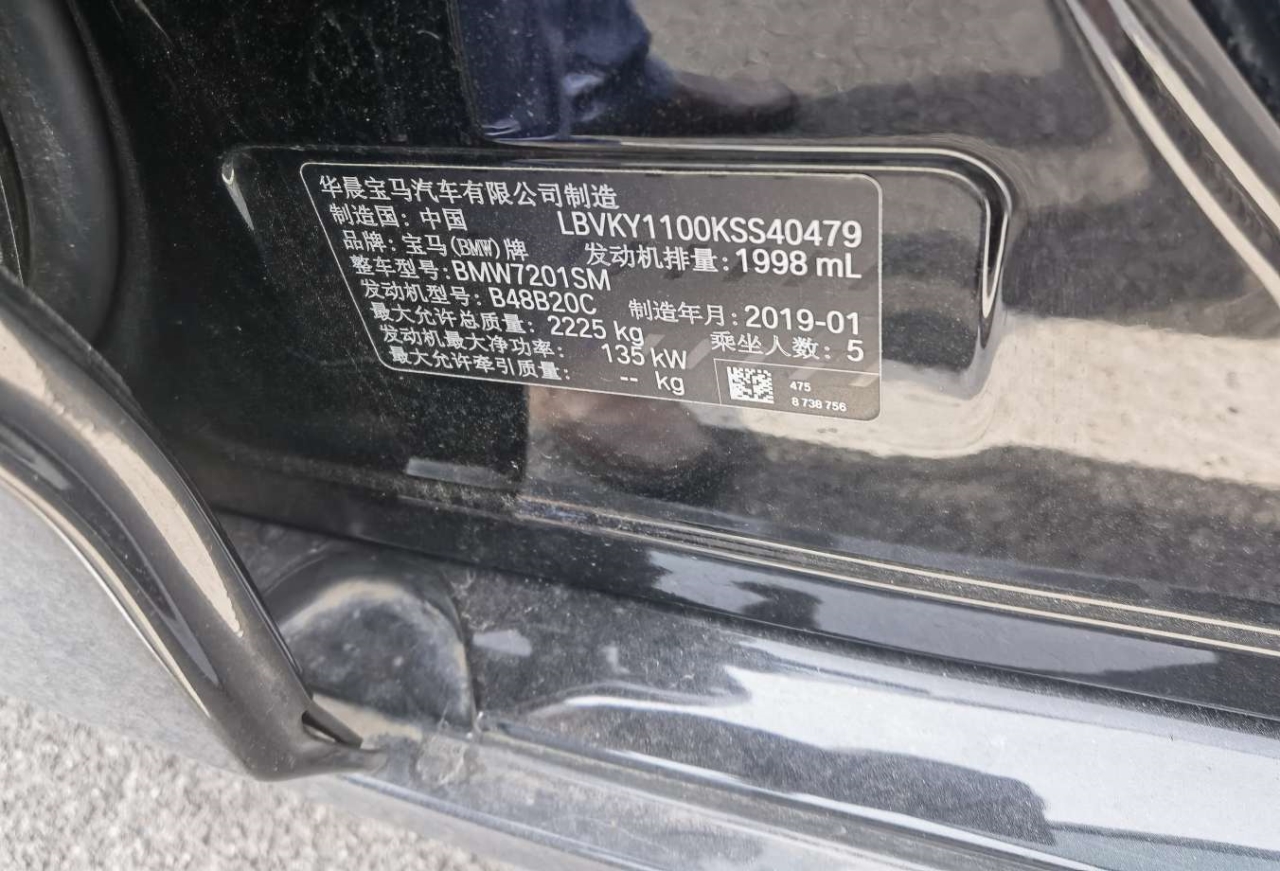 华晨宝马汽车有限公司制造
制造国: 中国 LBVKY1100KSS40479
品牌: 宝马(BMW)牌 发动机排量: 1998 mL
整车型号: BMW7201SM
发动机型号: B48B20C 制造年月: 2019-01
最大允许总质量: 2225 kg 乘坐人数: 5
发动机最大净功率: 135 kW
最大允许牵引质量: -- kg
475
8 738 756